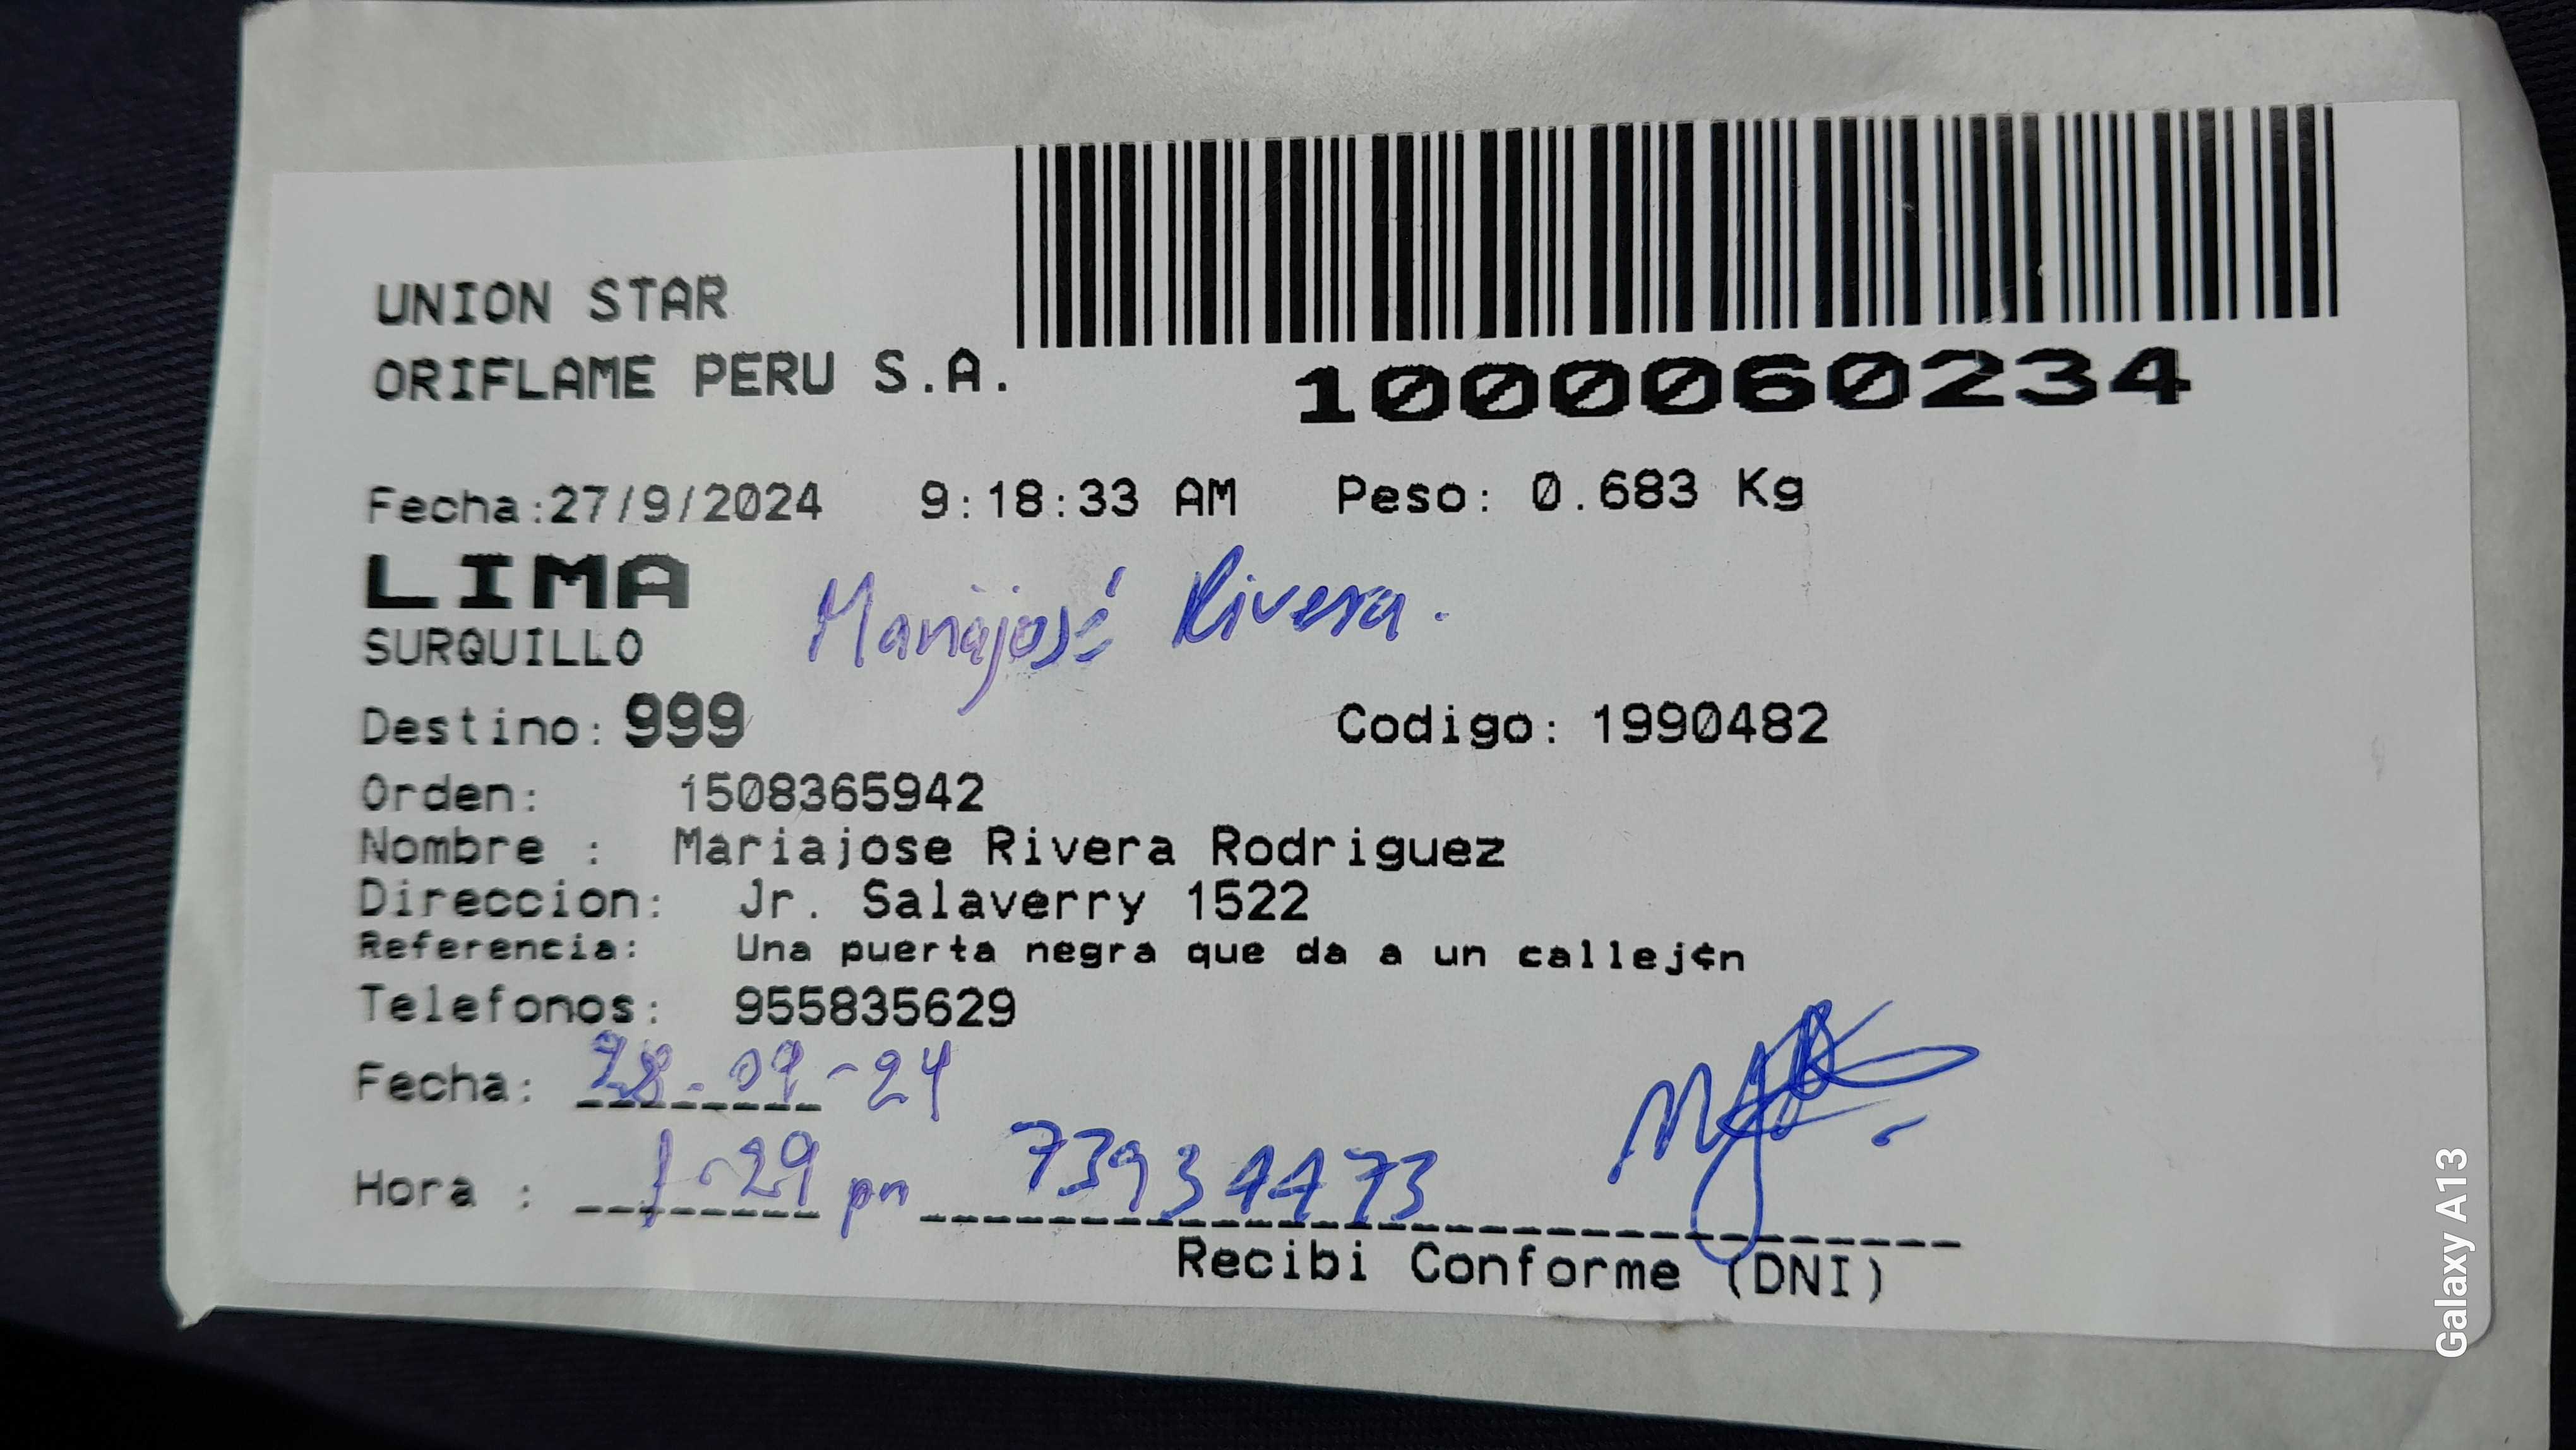 UNION STAR
ORIFLAME PERU S.A.
1000060234
Fecha:27/9/2024 9:18:33 AM Peso: 0.683 Kg
LIMA
SURQUILLO
Mariajosé Rivera.
Destino: 999 Codigo: 1990482
Orden: 1508365942
Nombre : Mariajose Rivera Rodriguez
Direccion: Jr. Salaverry 1522
Referencia: Una puerta negra que da a un callej¢n
Telefonos: 955835629
Fecha: 28-09-24
Hora : 1-29 pm 73934473
Recibi Conforme (DNI)
Galaxy A13